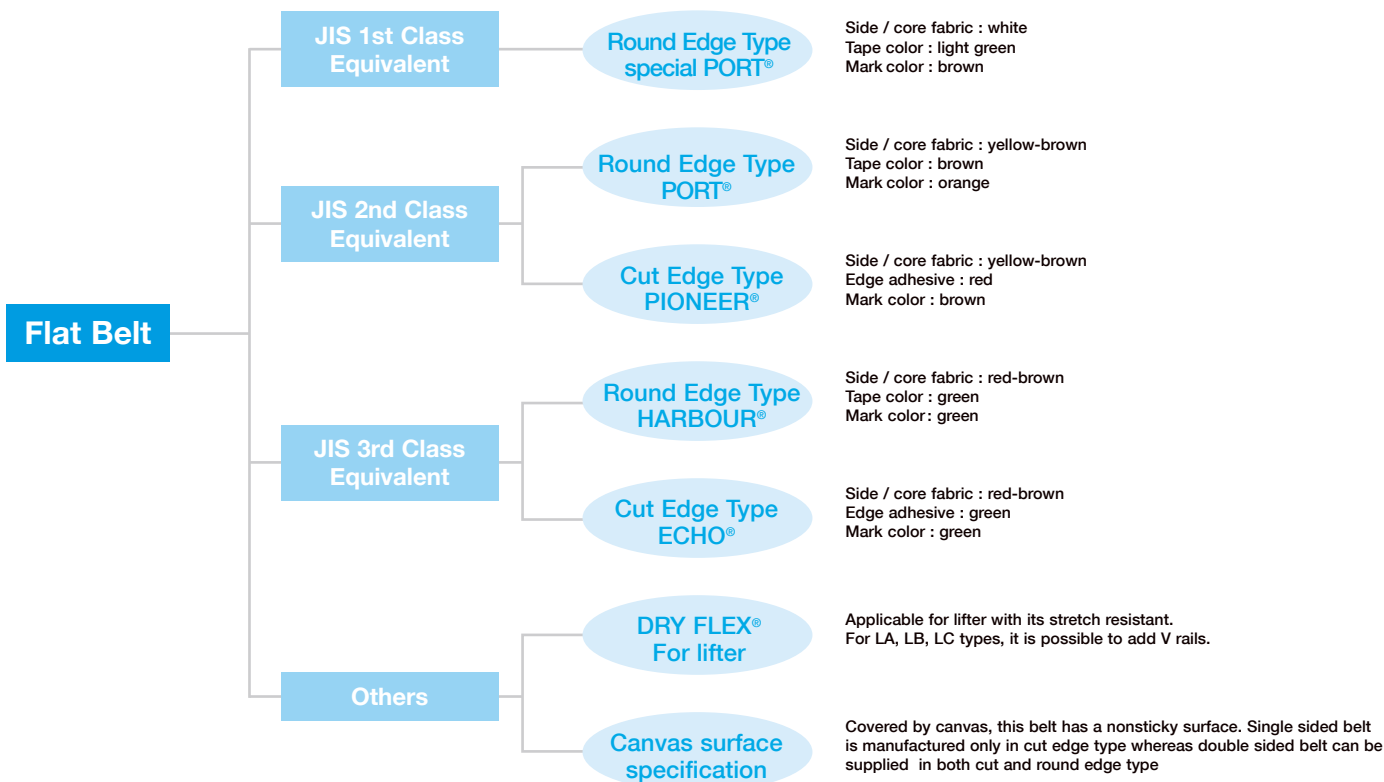 Flat Belt
JIS 1st Class
Equivalent
Round Edge Type
special PORT®
Side / core fabric : white
Tape color : light green
Mark color : brown
JIS 2nd Class
Equivalent
Round Edge Type
PORT®
Side / core fabric : yellow-brown
Tape color : brown
Mark color : orange
Cut Edge Type
PIONEER®
Side / core fabric : yellow-brown
Edge adhesive : red
Mark color : brown
JIS 3rd Class
Equivalent
Round Edge Type
HARBOUR®
Side / core fabric : red-brown
Tape color : green
Mark color : green
Cut Edge Type
ECHO®
Side / core fabric : red-brown
Edge adhesive : green
Mark color : green
Others
DRY FLEX®
For lifter
Applicable for lifter with its stretch resistant.
For LA, LB, LC types, it is possible to add V rails.
Canvas surface
specification
Covered by canvas, this belt has a nonsticky surface. Single sided belt
is manufactured only in cut edge type whereas double sided belt can be
supplied in both cut and round edge type